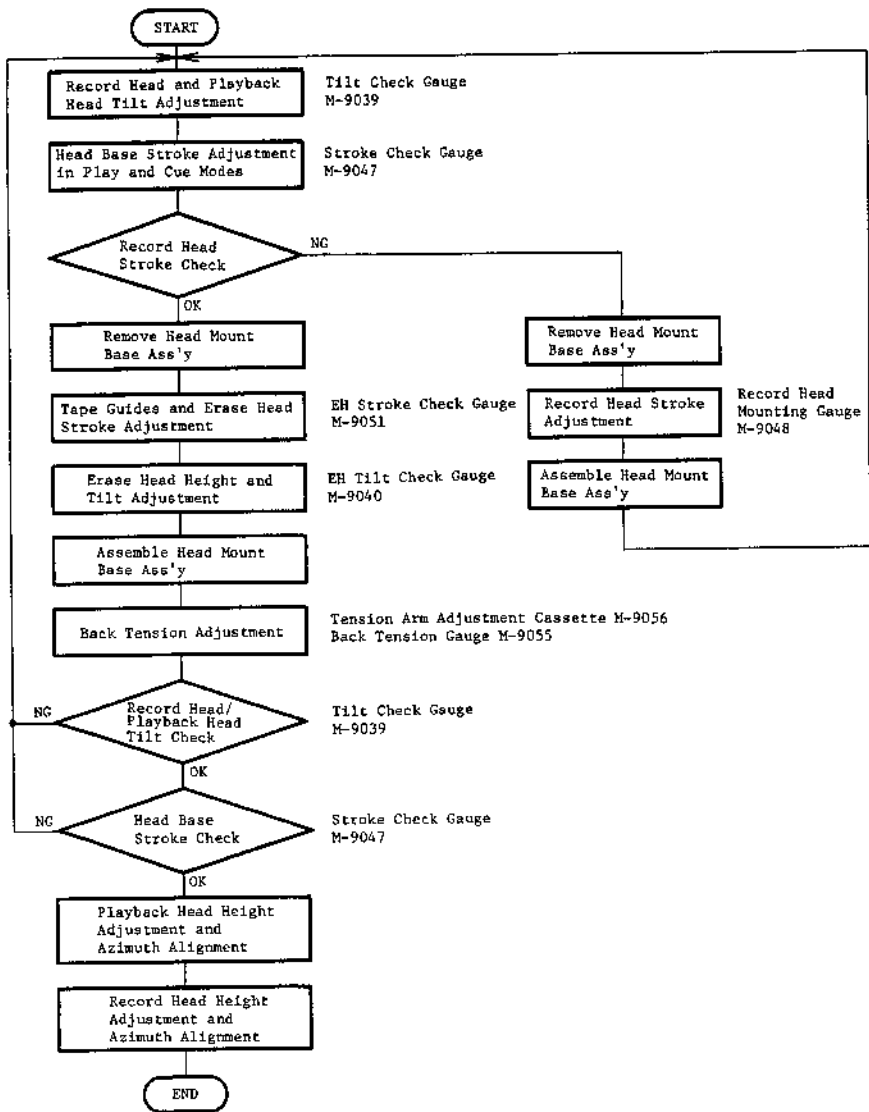 START
Record Head and Playback
Head Tilt Adjustment
Tilt Check Gauge
M-9039
Head Base Stroke Adjustment
in Play and Cue Modes
Stroke Check Gauge
M-9047
Record Head
Stroke Check
NG
OK
Remove Head Mount
Base Ass'y
Tape Guides and Erase Head
Stroke Adjustment
EH Stroke Check Gauge
M-9051
Erase Head Height and
Tilt Adjustment
EH Tilt Check Gauge
M-9040
Assemble Head Mount
Base Ass'y
Remove Head Mount
Base Ass'y
Record Head Stroke
Adjustment
Record Head
Mounting Gauge
M-9048
Assemble Head Mount
Base Ass'y
Back Tension Adjustment
Tension Arm Adjustment Cassette M-9056
Back Tension Gauge M-9055
NG
Record Head/
Playback Head
Tilt Check
Tilt Check Gauge
M-9039
OK
NG
Head Base
Stroke Check
Stroke Check Gauge
M-9047
OK
Playback Head Height
Adjustment and
Azimuth Alignment
Record Head Height
Adjustment and
Azimuth Alignment
END